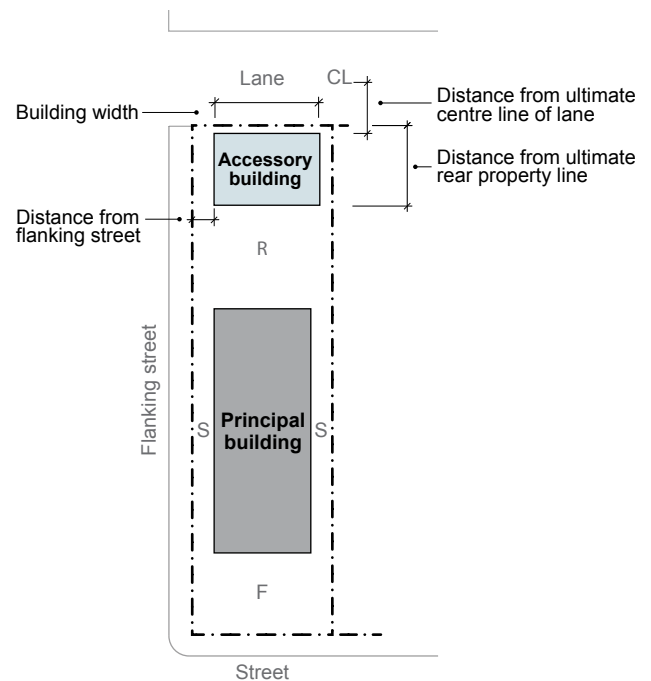 Lane
CL
Building width
Distance from ultimate
centre line of lane
Accessory
building
Distance from ultimate
rear property line
Distance from
flanking street
R
Flanking street
S
Principal
building
S
F
Street